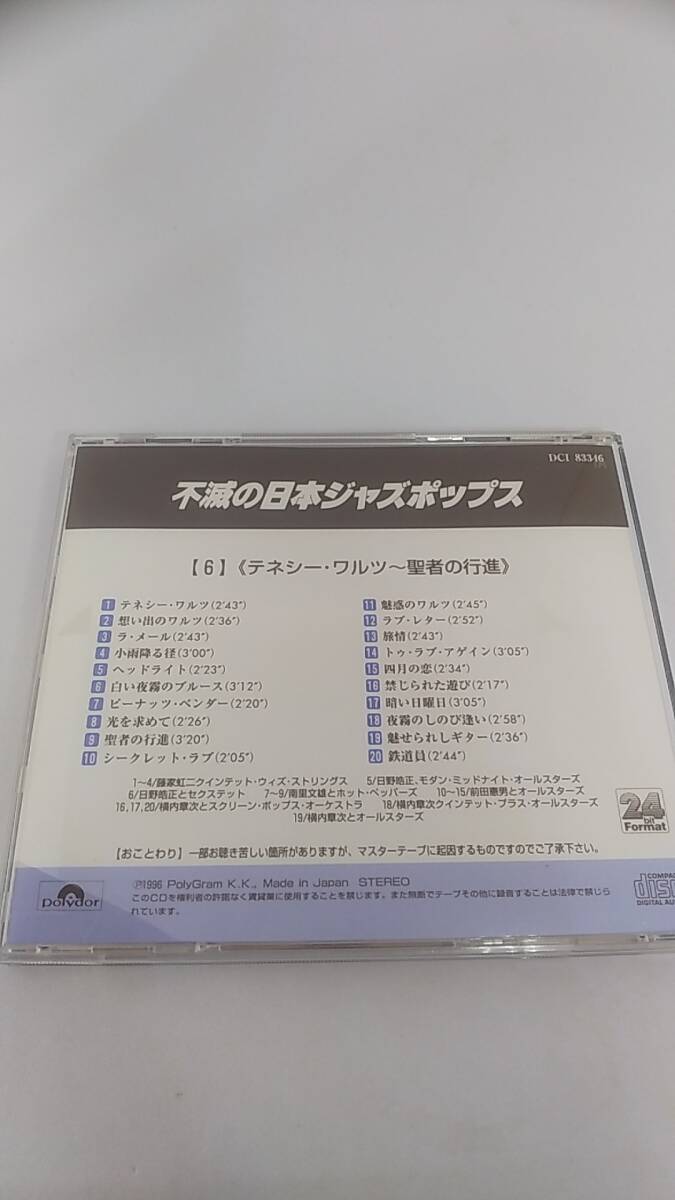 DCI 83346
不滅の日本ジャズポップス
【6】《テネシー・ワルツ〜聖者の行進》
1 テネシー・ワルツ(2'43")
2 想い出のワルツ(2'36")
3 ラ・メール(2'43")
4 小雨降る径(3'00")
5 ヘッドライト(2'23")
6 白い夜霧のブルース(3'12")
7 ピーナッツ・ベンダー(2'20")
8 光を求めて(2'26")
9 聖者の行進(3'20")
10 シークレット・ラブ(2'05")
11 魅惑のワルツ(2'45")
12 ラブ・レター(2'52")
13 旅情(2'43")
14 トゥ・ラブ・アゲイン(3'05")
15 四月の恋(2'34")
16 禁じられた遊び(2'17")
17 暗い日曜日(3'05")
18 夜霧のしのび逢い(2'58")
19 魅せられしギター(2'36")
20 鉄道員(2'44")
1〜4/藤家虹二クインテット・ウィズ・ストリングス 5/日野皓正、モダン・ミッドナイト・オールスターズ
6/日野皓正とセクステット 7〜9/南里文雄とホット・ペッパーズ 10〜15/前田憲男とオールスターズ
16,17,20/横内章次とスクリーン・ポップス・オーケストラ 18/横内章次クインテット・プラス・オールスターズ
19/横内章次とオールスターズ
24 bit Format
【おことわり】一部お聴き苦しい箇所がありますが、マスターテープに起因するものですのでご了承下さい。
polydor
℗1996 PolyGram K.K., Made in Japan STEREO
このCDを権利者の許諾なく賃貸業に使用することを禁じます。また無断でテープその他に録音することは法律で禁じら
れています。
COMPACT
disc
DIGITAL AUDIO